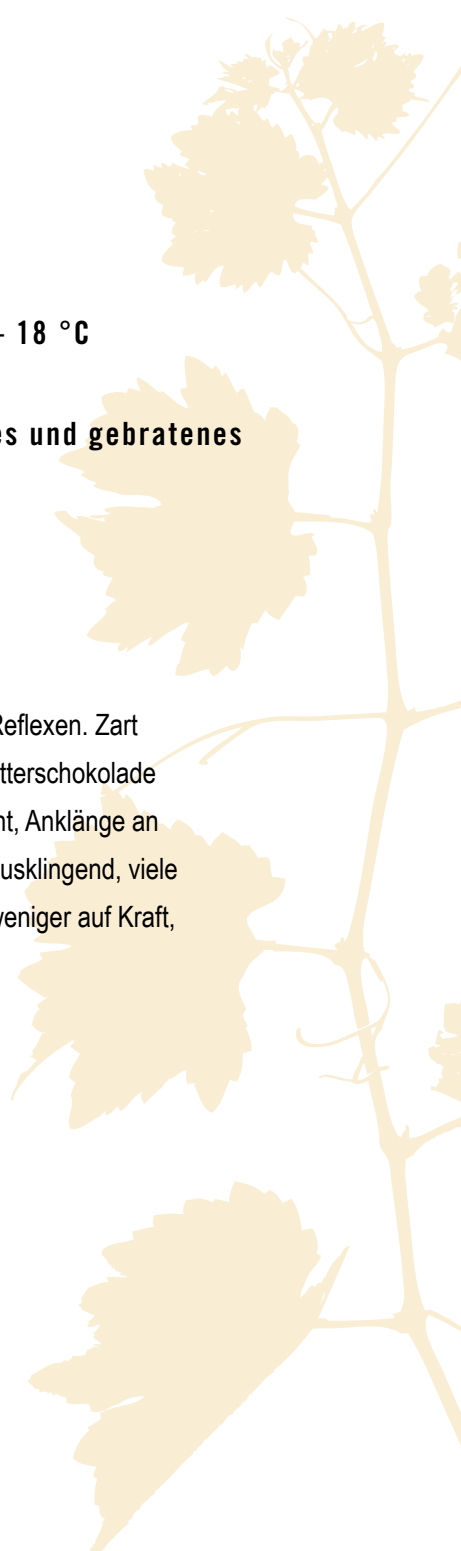 - 18 °C
es und gebratenes
Reflexen. Zart
tterschokolade
nt, Anklänge an
usklingend, viele
weniger auf Kraft,